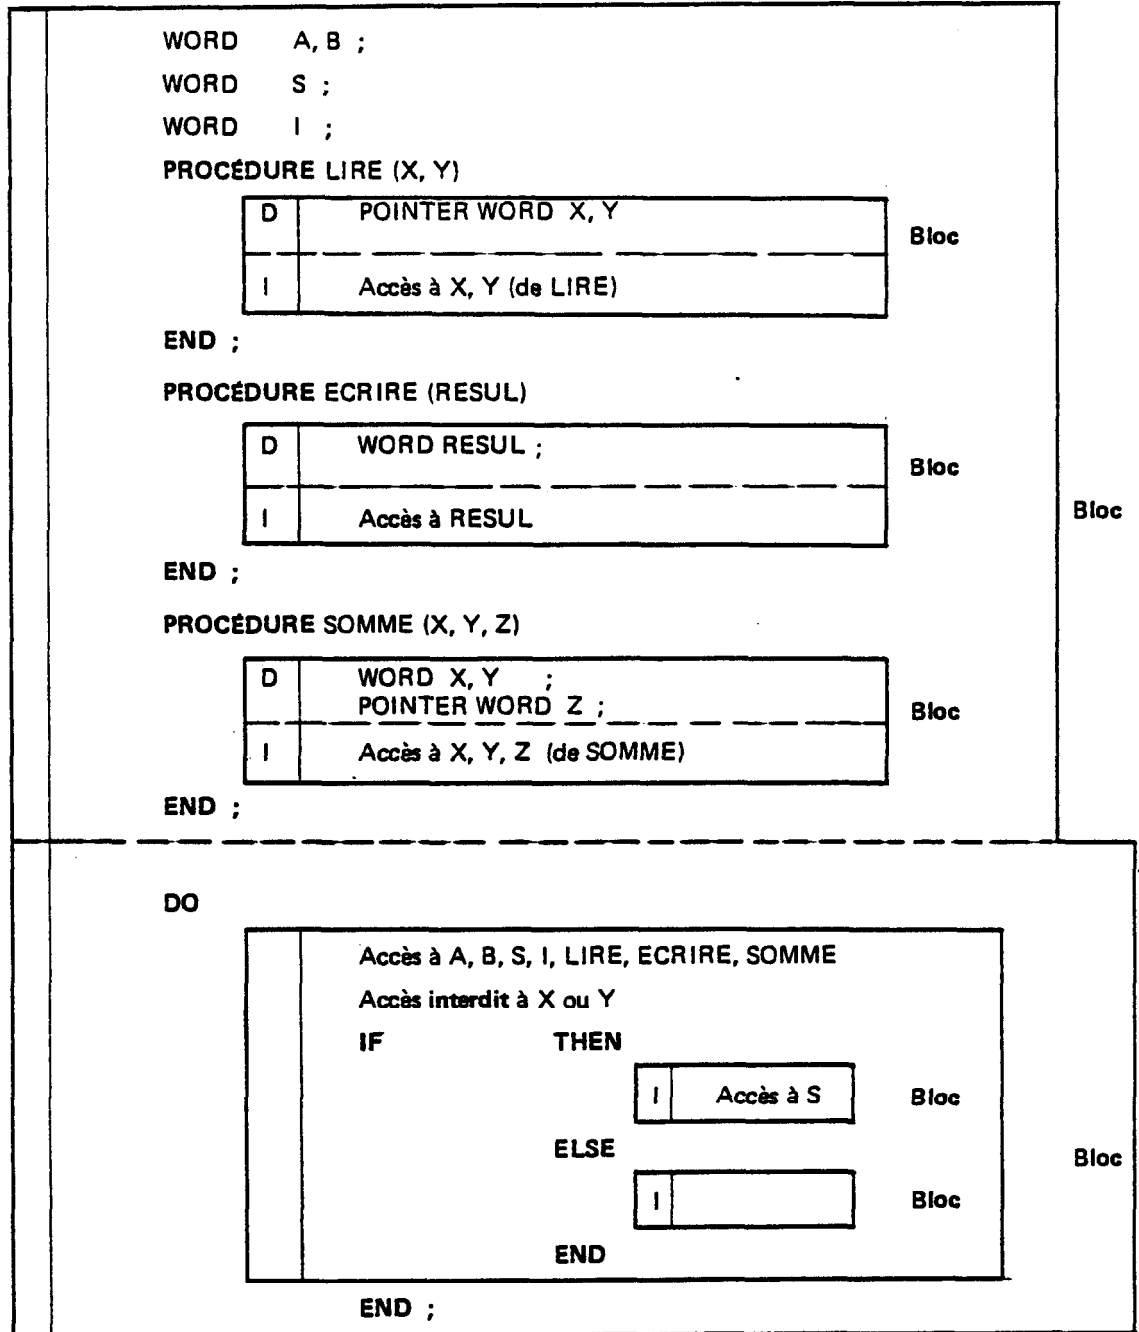 WORD A, B ;
WORD S ;
WORD I ;
PROCÉDURE LIRE (X, Y)
D POINTER WORD X, Y
Bloc
I Accès à X, Y (de LIRE)
END ;
PROCÉDURE ECRIRE (RESUL)
D WORD RESUL ;
Bloc
I Accès à RESUL
Bloc
END ;
PROCÉDURE SOMME (X, Y, Z)
D WORD X, Y ;
POINTER WORD Z ;
Bloc
I Accès à X, Y, Z (de SOMME)
END ;
DO
Accès à A, B, S, I, LIRE, ECRIRE, SOMME
Accès interdit à X ou Y
IF THEN
I Accès à S Bloc
ELSE
Bloc
I Bloc
END
END ;